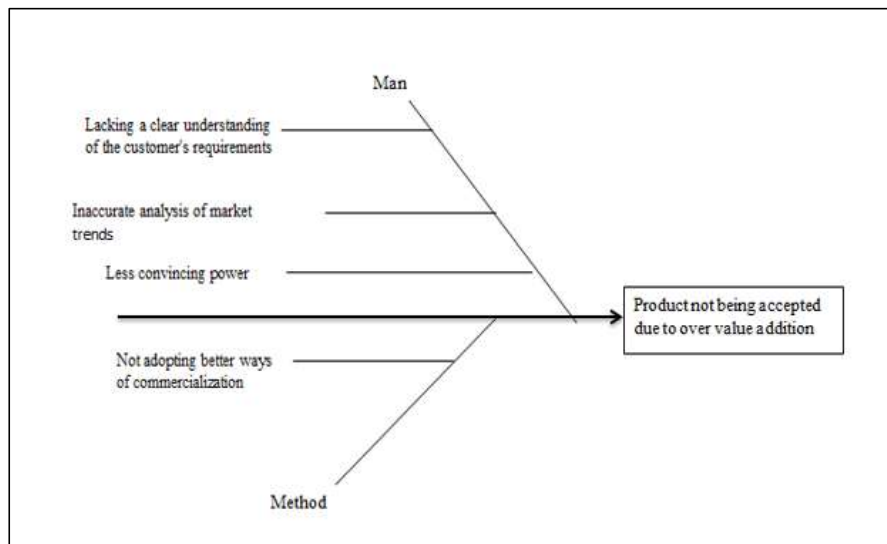 Man
Lacking a clear understanding
of the customer's requirements
Inaccurate analysis of market
trends
Less convincing power
Product not being accepted
due to over value addition
Not adopting better ways
of commercialization
Method